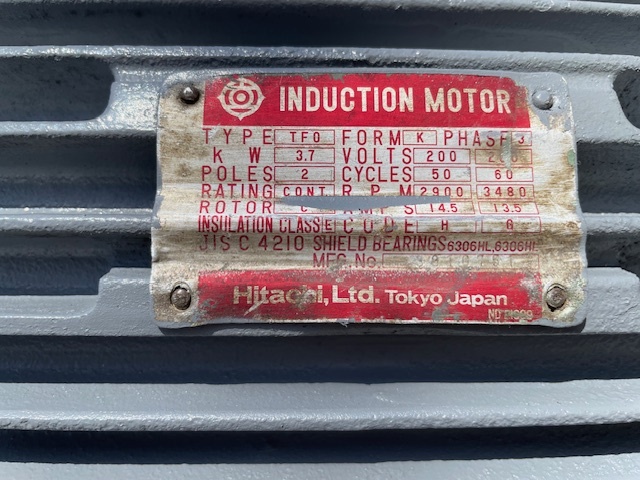 INDUCTION MOTOR
TYPE TFO FORM K PHASE 3
KW 3.7 VOLTS 200
POLES 2 CYCLES 50 60
RATING CONT R.P.M 2900 3480
ROTOR C AMPS 14.5 13.5
INSULATION CLASS E CODE H G
JIS C 4210 SHIELD BEARINGS 6306HL,6306HL
MFG No
Hitachi, Ltd. Tokyo Japan